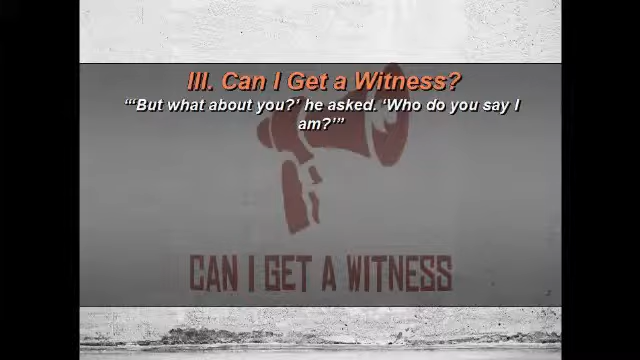 III. Can I Get a Witness?
“‘But what about you?’ he asked. ‘Who do you say I
am?’”
CAN I GET A WITNESS